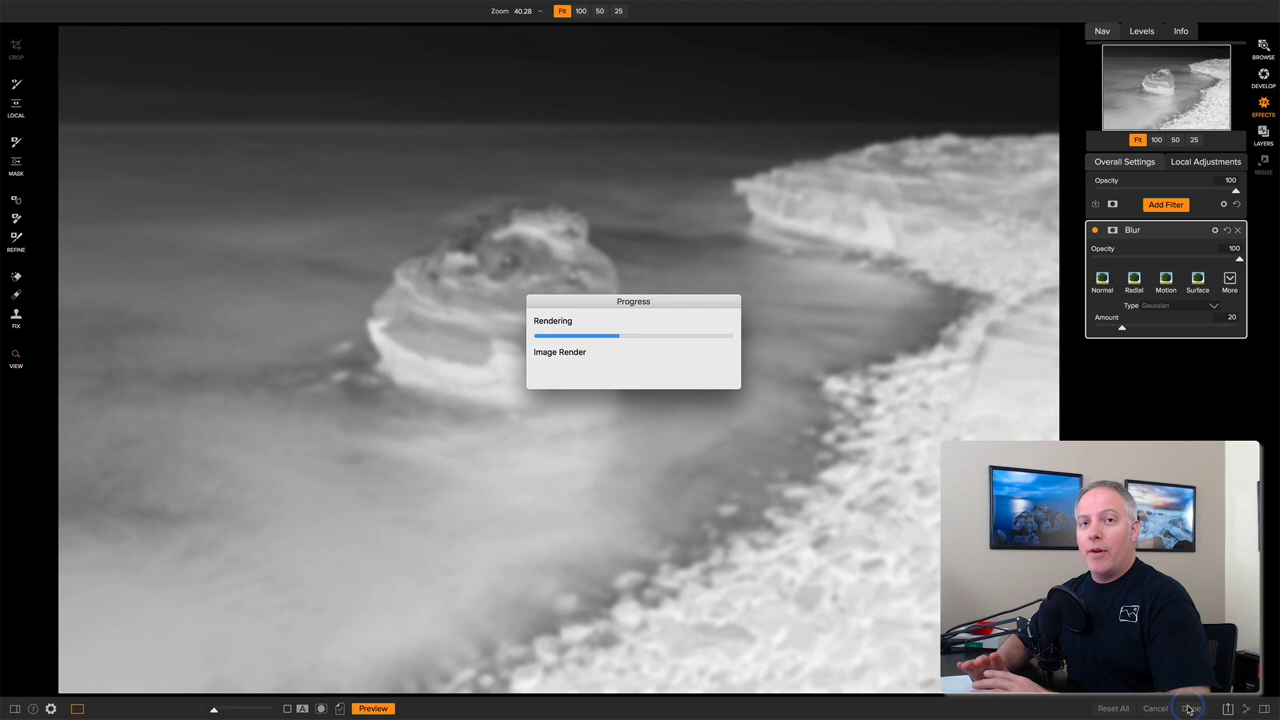 Zoom 40.28 Fit 100 50 25
Nav Levels Info
CROP
LOCAL
MASK
REFINE
FIX
VIEW
BROWSE
DEVELOP
EFFECTS
LAYERS
RESIZE
Fit 100 50 25
Overall Settings Local Adjustments
Opacity 100
Add Filter
Blur
Opacity 100
Normal Radial Motion Surface More
Type Gaussian
Amount 20
Progress
Rendering
Image Render
? A Preview Reset All Cancel Done